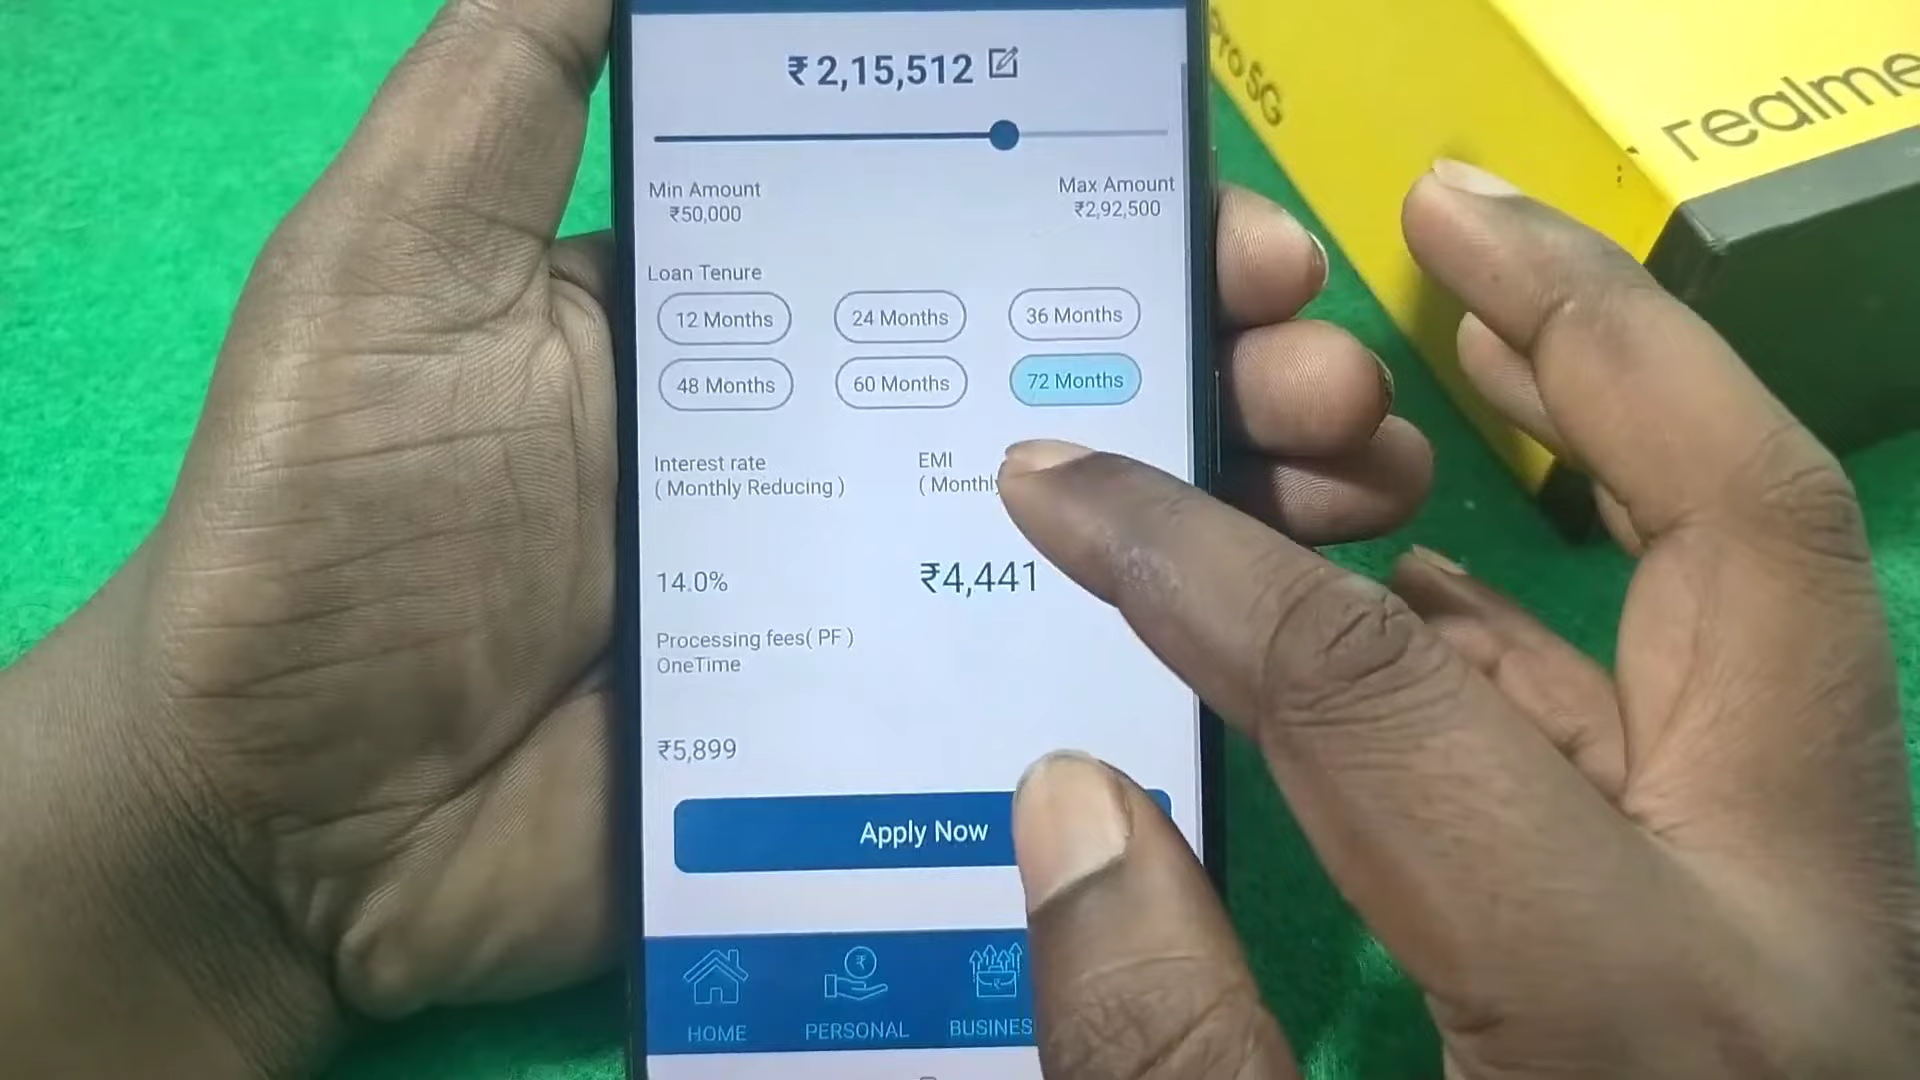 ₹ 2,15,512
Min Amount
₹50,000
Max Amount
₹2,92,500
Loan Tenure
12 Months
24 Months
36 Months
48 Months
60 Months
72 Months
Interest rate
( Monthly Reducing )
EMI
( Monthly
14.0%
₹4,441
Processing fees( PF )
OneTime
₹5,899
Apply Now
HOME
PERSONAL
BUSINES
Pro 5G
realme